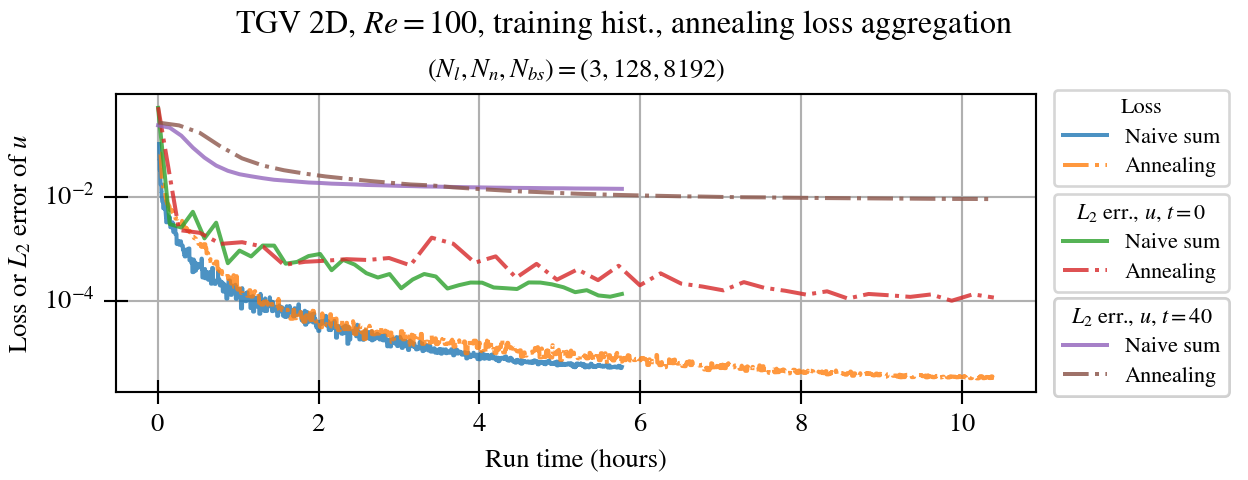 TGV 2D, Re = 100, training hist., annealing loss aggregation
(N_l, N_n, N_bs) = (3, 128, 8192)
Loss or L_2 error of u
10^−2
10^−4
0 2 4 6 8 10
Run time (hours)
Loss
Naive sum
Annealing
L_2 err., u, t = 0
Naive sum
Annealing
L_2 err., u, t = 40
Naive sum
Annealing